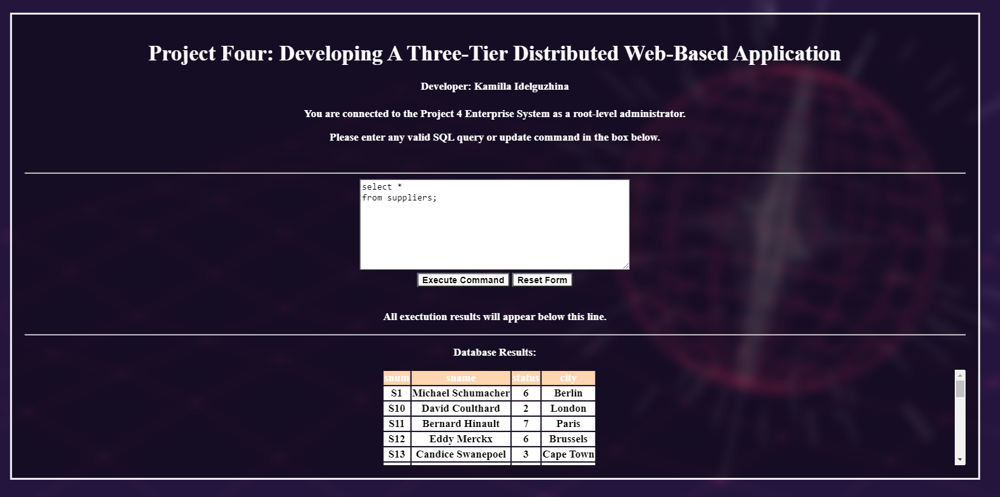 Project Four: Developing A Three-Tier Distributed Web-Based Application
Developer: Kamilla Idelguzhina
You are connected to the Project 4 Enterprise System as a root-level administrator.
Please enter any valid SQL query or update command in the box below.
select *
from suppliers;
Execute Command Reset Form
All exectution results will appear below this line.
Database Results:
snum sname status city
S1 Michael Schumacher 6 Berlin
S10 David Coulthard 2 London
S11 Bernard Hinault 7 Paris
S12 Eddy Merckx 6 Brussels
S13 Candice Swanepoel 3 Cape Town